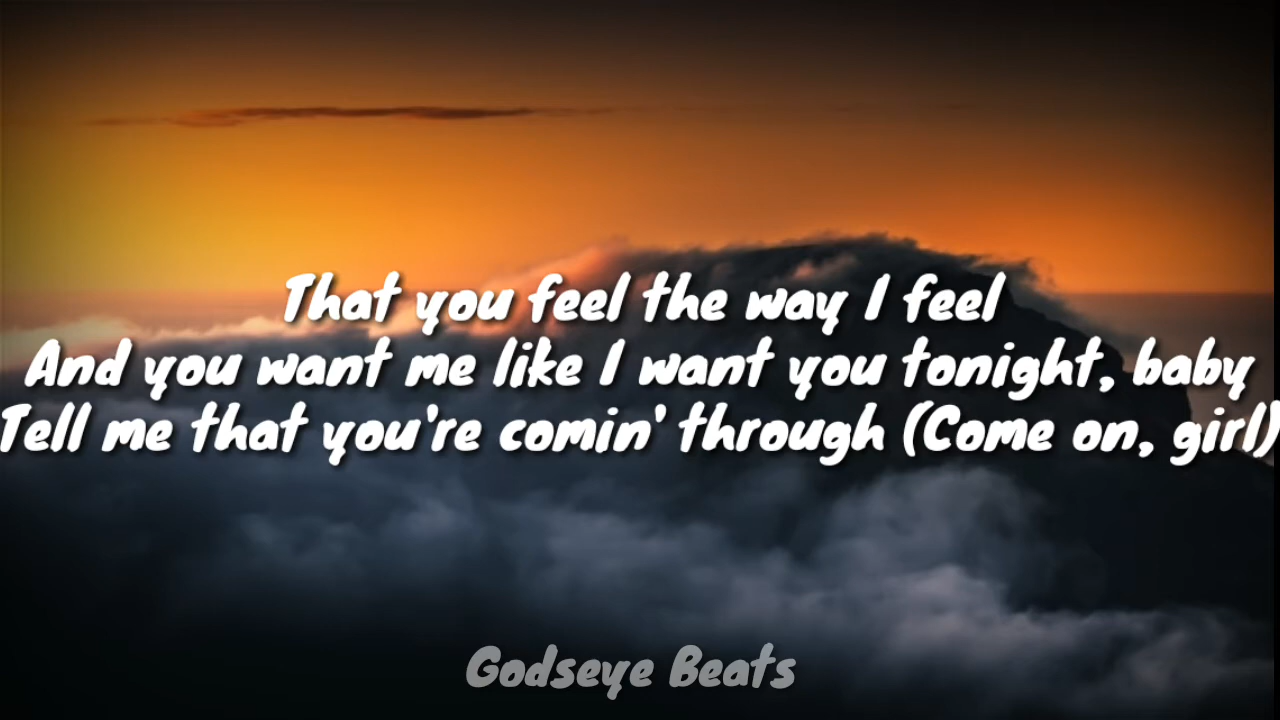 That you feel the way I feel
And you want me like I want you tonight, baby
Tell me that you're comin' through (Come on, girl)
Godseye Beats